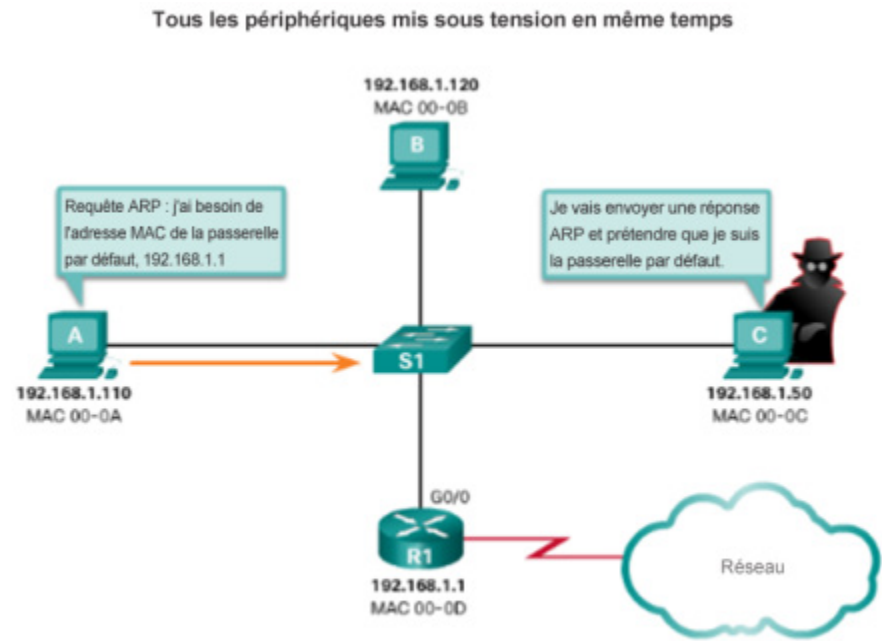 Tous les périphériques mis sous tension en même temps
192.168.1.120
MAC 00-0B
B
Requête ARP : j'ai besoin de
l'adresse MAC de la passerelle
par défaut, 192.168.1.1
Je vais envoyer une réponse
ARP et prétendre que je suis
la passerelle par défaut.
A
S1
C
192.168.1.110
MAC 00-0A
192.168.1.50
MAC 00-0C
G0/0
R1
192.168.1.1
MAC 00-0D
Réseau